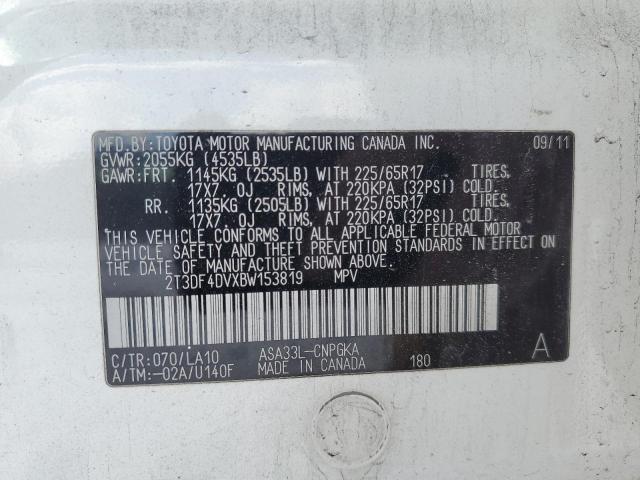 MFD.BY:TOYOTA MOTOR MANUFACTURING CANADA INC. 09/11
GVWR:2055KG (4535LB)
GAWR:FRT. 1145KG (2535LB) WITH 225/65R17 TIRES,
17X7. 0J RIMS, AT 220KPA (32PSI) COLD.
RR. 1135KG (2505LB) WITH 225/65R17 TIRES,
17X7. 0J RIMS, AT 220KPA (32PSI) COLD.
THIS VEHICLE CONFORMS TO ALL APPLICABLE FEDERAL MOTOR
VEHICLE SAFETY AND THEFT PREVENTION STANDARDS IN EFFECT ON
THE DATE OF MANUFACTURE SHOWN ABOVE.
2T3DF4DVXBW153819 MPV
C/TR:070/LA10 ASA33L-CNPGKA A
A/TM:-02A/U140F MADE IN CANADA 180